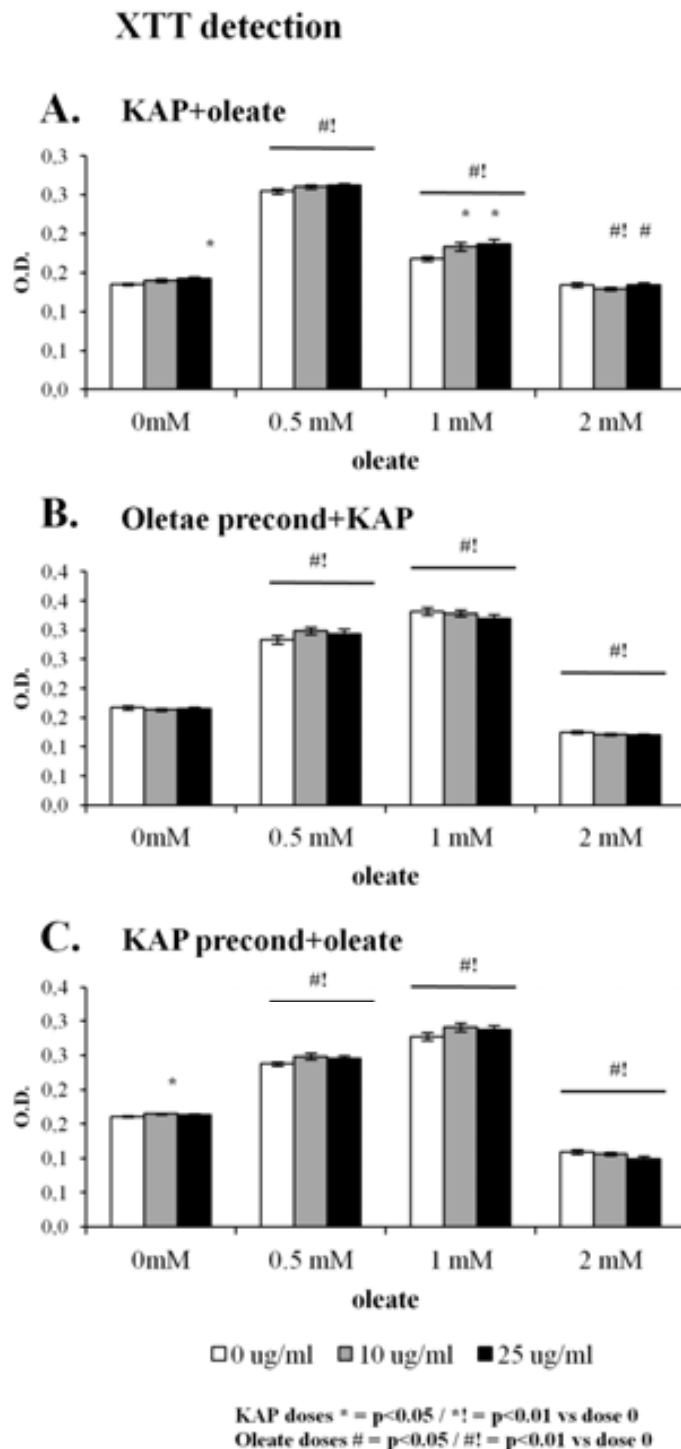 XTT detection
A. KAP+oleate
#!
#!
* *
#! #
*
0.3
0.3
0.2
0.2
0.1
0.1
0.0
O.D.
0mM 0.5 mM 1 mM 2 mM
oleate
B. Oletae precond+KAP
#! #!
#!
0.4
0.4
0.3
0.3
0.2
0.2
0.1
0.1
0.0
O.D.
0mM 0.5 mM 1 mM 2 mM
oleate
C. KAP precond+oleate
#! #!
* #!
0.4
0.3
0.3
0.2
0.2
0.1
0.1
0.0
O.D.
0mM 0.5 mM 1 mM 2 mM
oleate
0 ug/ml 10 ug/ml 25 ug/ml
KAP doses * = p<0.05 / *! = p<0.01 vs dose 0
Oleate doses # = p<0.05 / #! = p<0.01 vs dose 0